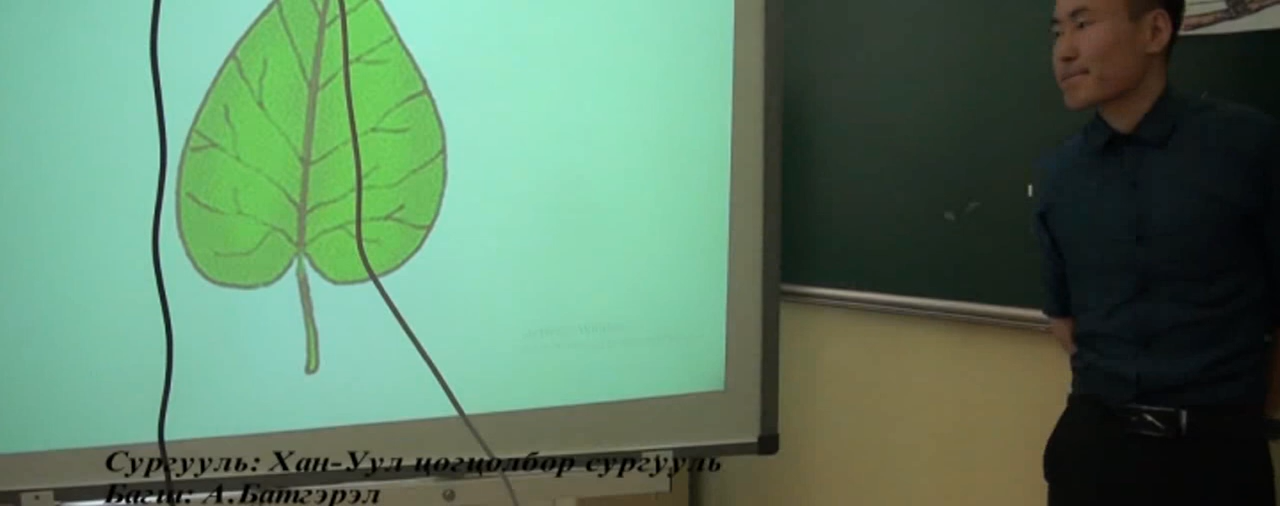 Сургууль: Хан-Уул цогцолбор сургууль
Багш: А.Батгэрэл